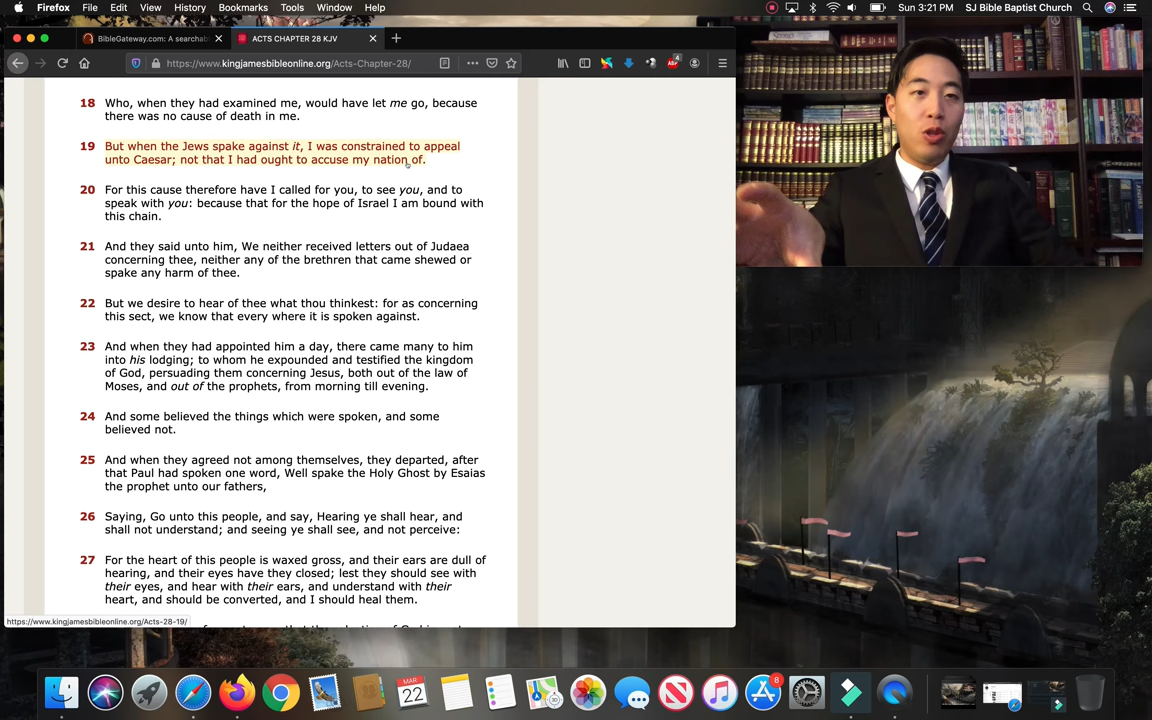 Firefox File Edit View History Bookmarks Tools Window Help Sun 3:21 PM SJ Bible Baptist Church
BibleGateway.com: A searchab ACTS CHAPTER 28 KJV
https://www.kingjamesbibleonline.org/Acts-Chapter-28/
18 Who, when they had examined me, would have let me go, because
there was no cause of death in me.
19 But when the Jews spake against it, I was constrained to appeal
unto Caesar; not that I had ought to accuse my nation of.
20 For this cause therefore have I called for you, to see you, and to
speak with you: because that for the hope of Israel I am bound with
this chain.
21 And they said unto him, We neither received letters out of Judaea
concerning thee, neither any of the brethren that came shewed or
spake any harm of thee.
22 But we desire to hear of thee what thou thinkest: for as concerning
this sect, we know that every where it is spoken against.
23 And when they had appointed him a day, there came many to him
into his lodging; to whom he expounded and testified the kingdom
of God, persuading them concerning Jesus, both out of the law of
Moses, and out of the prophets, from morning till evening.
24 And some believed the things which were spoken, and some
believed not.
25 And when they agreed not among themselves, they departed, after
that Paul had spoken one word, Well spake the Holy Ghost by Esaias
the prophet unto our fathers,
26 Saying, Go unto this people, and say, Hearing ye shall hear, and
shall not understand; and seeing ye shall see, and not perceive:
27 For the heart of this people is waxed gross, and their ears are dull of
hearing, and their eyes have they closed; lest they should see with
their eyes, and hear with their ears, and understand with their
heart, and should be converted, and I should heal them.
https://www.kingjamesbibleonline.org/Acts-28-19/
MAR
22
8